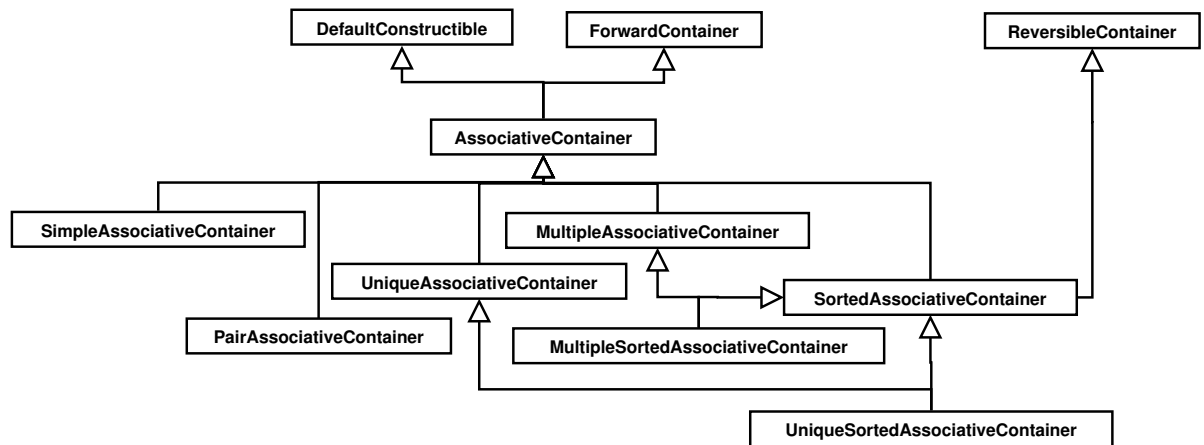 DefaultConstructible
ForwardContainer
ReversibleContainer
AssociativeContainer
SimpleAssociativeContainer
MultipleAssociativeContainer
UniqueAssociativeContainer
SortedAssociativeContainer
PairAssociativeContainer
MultipleSortedAssociativeContainer
UniqueSortedAssociativeContainer